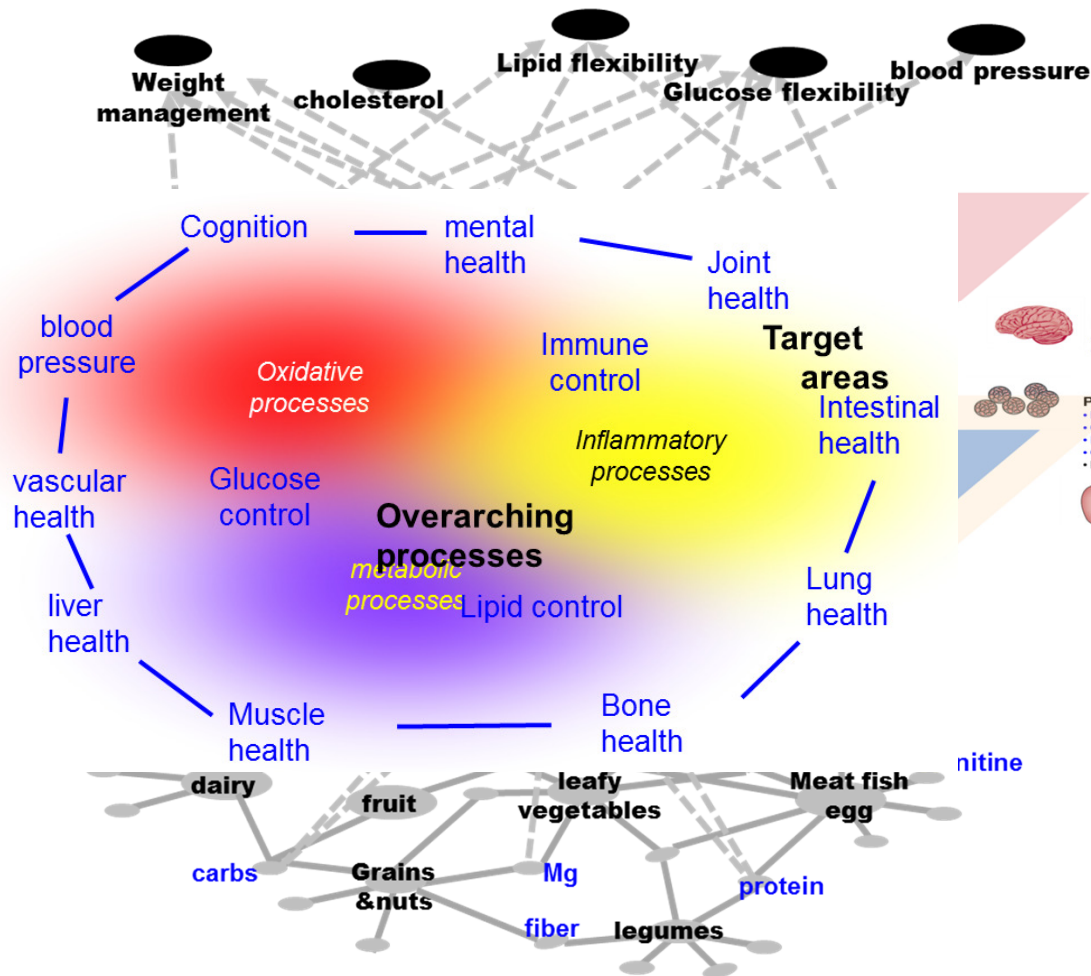 Weight
management
cholesterol
Lipid flexibility
Glucose flexibility
blood pressure
Cognition
mental
health
Joint
health
blood
pressure
Oxidative
processes
Immune
control
Target
areas
Inflammatory
processes
Intestinal
health
vascular
health
Glucose
control
Overarching
processes
metabolic
processes
Lipid control
Lung
health
liver
health
Muscle
health
Bone
health
nitine
dairy
fruit
leafy
vegetables
Meat fish
egg
carbs
Grains
&nuts
Mg
protein
fiber
legumes